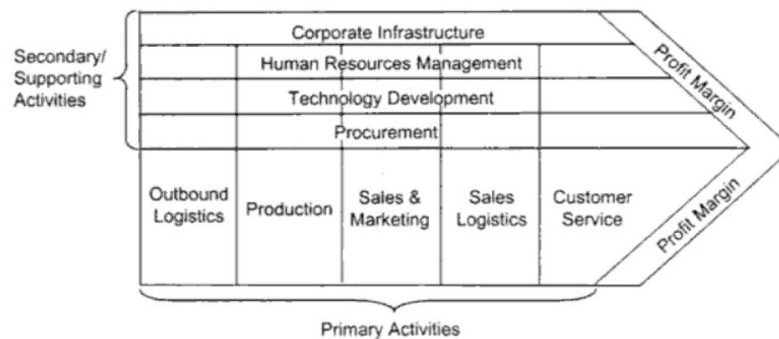 Corporate Infrastructure
Secondary/
Supporting
Activities
Human Resources Management
Technology Development
Procurement
Profit Margin
Outbound
Logistics
Production
Sales &
Marketing
Sales
Logistics
Customer
Service
Profit Margin
Primary Activities